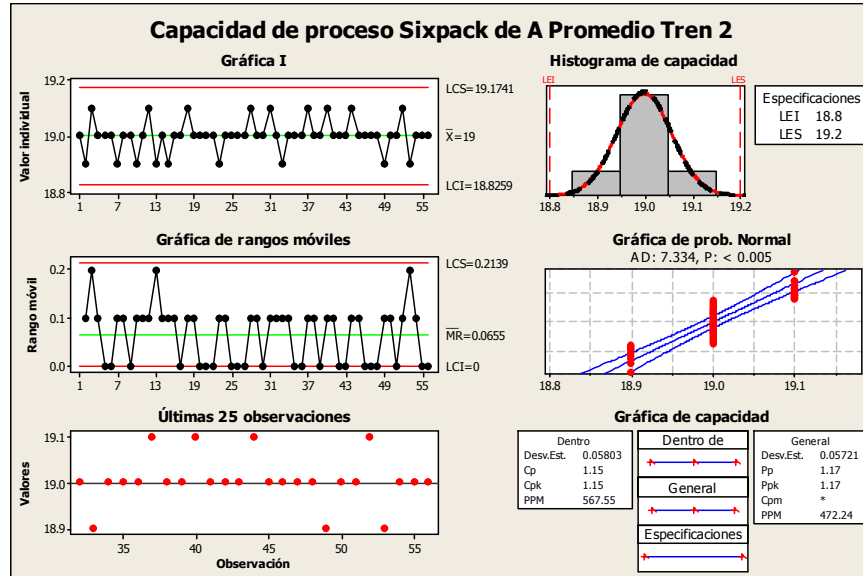 Capacidad de proceso Sixpack de A Promedio Tren 2
Gráfica I
Valor individual
19.2
19.0
18.8
1 7 13 19 25 31 37 43 49 55
LCS=19.1741
X=19
LCI=18.8259
Histograma de capacidad
LEI LES
18.8 18.9 19.0 19.1 19.2
Especificaciones
LEI 18.8
LES 19.2
Gráfica de rangos móviles
Rango móvil
0.2
0.1
0.0
1 7 13 19 25 31 37 43 49 55
LCS=0.2139
MR=0.0655
LCI=0
Gráfica de prob. Normal
AD: 7.334, P: < 0.005
18.8 18.9 19.0 19.1
Últimas 25 observaciones
Valores
19.1
19.0
18.9
35 40 45 50 55
Observación
Gráfica de capacidad
Dentro
Desv.Est. 0.05803
Cp 1.15
Cpk 1.15
PPM 567.55
Dentro de
General
Especificaciones
General
Desv.Est. 0.05721
Pp 1.17
Ppk 1.17
Cpm *
PPM 472.24